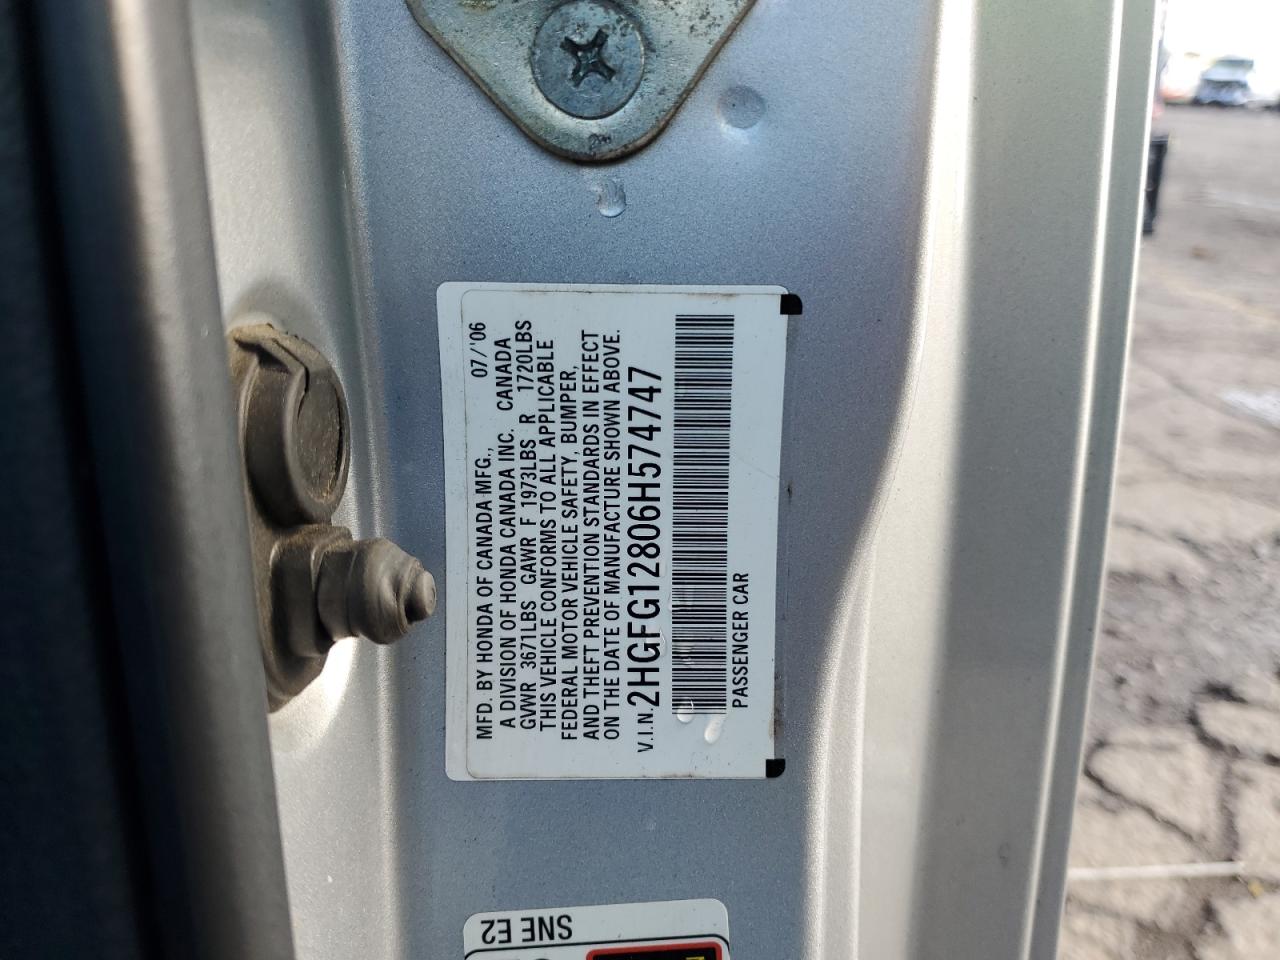 MFD. BY HONDA OF CANADA MFG., 07/'06
A DIVISION OF HONDA CANADA INC. CANADA
GVWR 3671LBS GAWR F 1973LBS R 1720LBS
THIS VEHICLE CONFORMS TO ALL APPLICABLE
FEDERAL MOTOR VEHICLE SAFETY, BUMPER,
AND THEFT PREVENTION STANDARDS IN EFFECT
ON THE DATE OF MANUFACTURE SHOWN ABOVE.
V.I.N. 2HGFG12806H574747
PASSENGER CAR
SNE E2